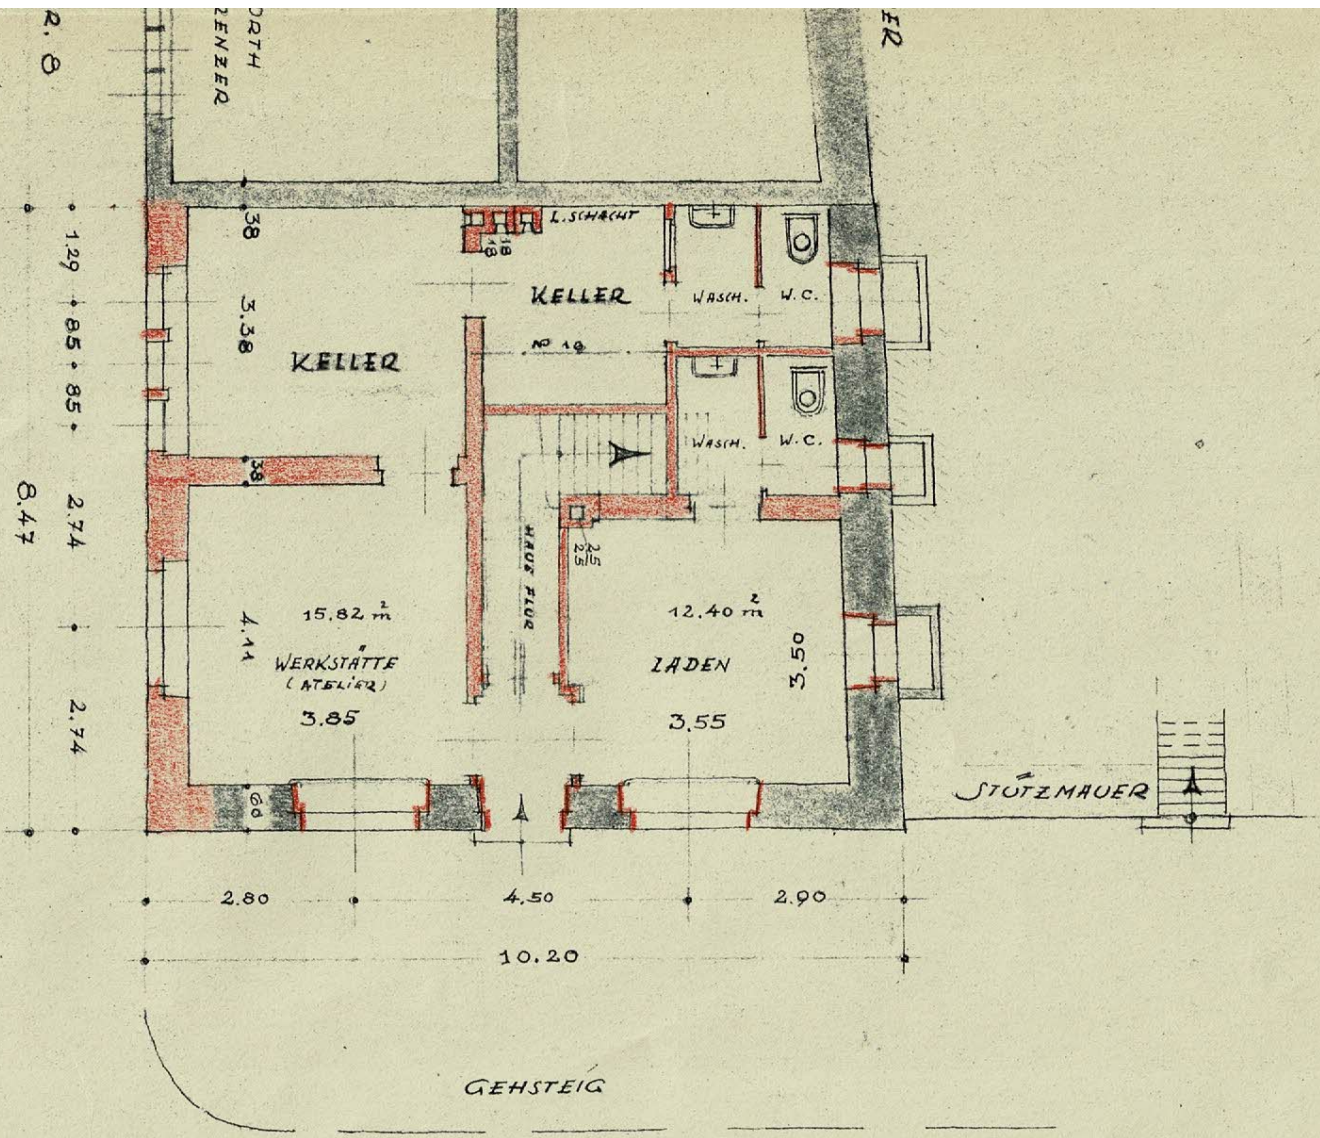 R. 8
ORTH
RENZER
ER
38
L. SCHACHT
18
18
1.29
85
85
2.74
2.74
8.47
3.38
KELLER
KELLER
WASCH.
W.C.
38
WASCH.
W.C.
HAUS FLUR
25
25
4.11
15.82 m²
WERKSTÄTTE
(ATELIER)
3.85
12.40 m²
LADEN
3.50
3.55
60
STÜTZMAUER
2.80
4.50
2.90
10.20
GEHSTEIG